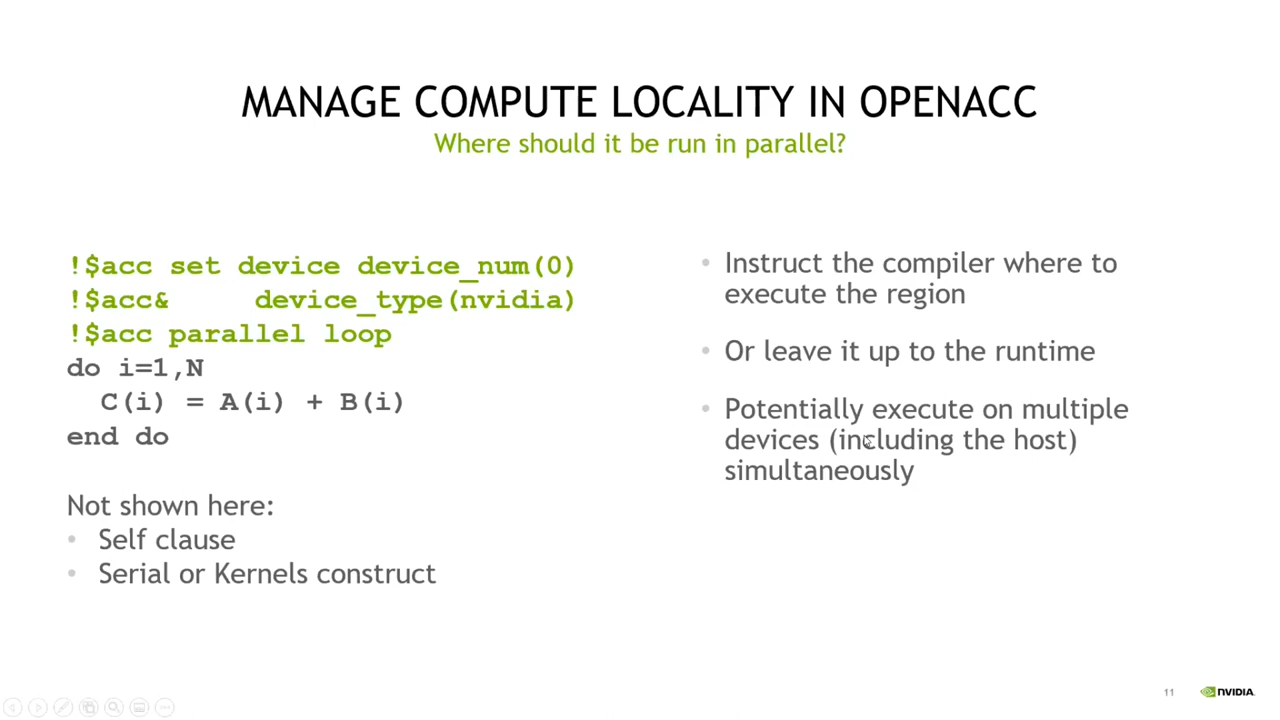 MANAGE COMPUTE LOCALITY IN OPENACC
Where should it be run in parallel?
!$acc set device device_num(0)
!$acc&     device_type(nvidia)
!$acc parallel loop
do i=1,N
  C(i) = A(i) + B(i)
end do
Not shown here:
• Self clause
• Serial or Kernels construct
• Instruct the compiler where to
execute the region
• Or leave it up to the runtime
• Potentially execute on multiple
devices (including the host)
simultaneously
11
NVIDIA.